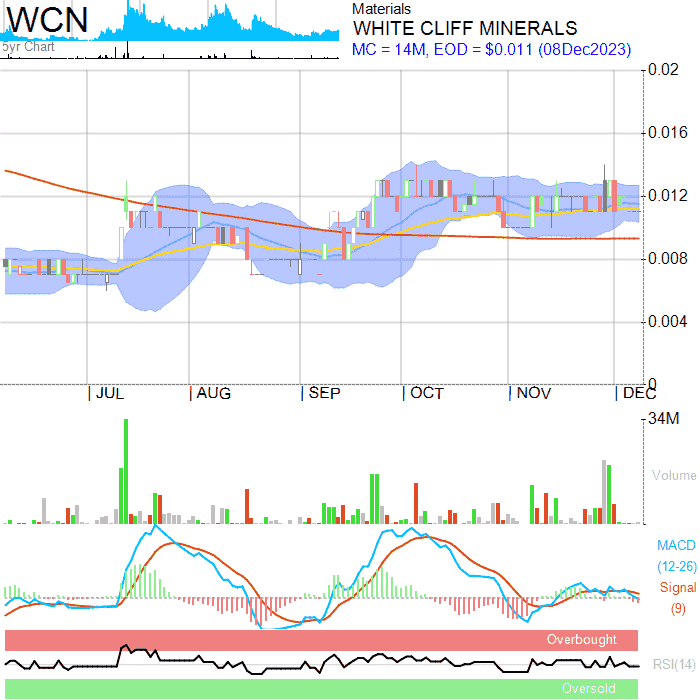 WCN
5yr Chart
Materials
WHITE CLIFF MINERALS
MC = 14M, EOD = $0.011 (08Dec2023)
0.02
0.016
0.012
0.008
0.004
0
JUL AUG SEP OCT NOV DEC
34M
Volume
MACD
(12-26)
Signal
(9)
Overbought
RSI(14)
Oversold